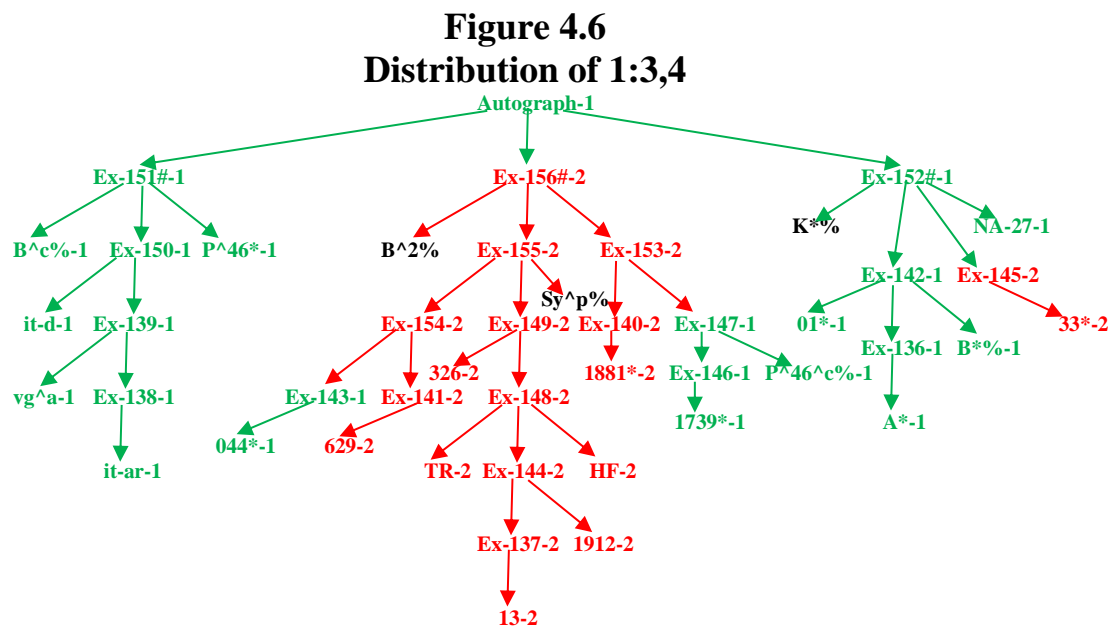 Figure 4.6
Distribution of 1:3,4
Autograph-1
Ex-151#-1 Ex-156#-2 Ex-152#-1
B^c%-1 Ex-150-1 P^46*-1 B^2% Ex-155-2 Ex-153-2 K*% NA-27-1
Ex-142-1 Ex-145-2
Sy^p%
it-d-1 Ex-139-1 Ex-154-2 Ex-149-2 Ex-140-2 Ex-147-1 01*-1 33*-2
Ex-136-1 B*%-1
326-2 1881*-2 Ex-146-1 P^46^c%-1
vg^a-1 Ex-138-1 Ex-143-1 Ex-141-2 Ex-148-2
1739*-1 A*-1
044*-1 629-2
it-ar-1 TR-2 Ex-144-2 HF-2
Ex-137-2 1912-2
13-2